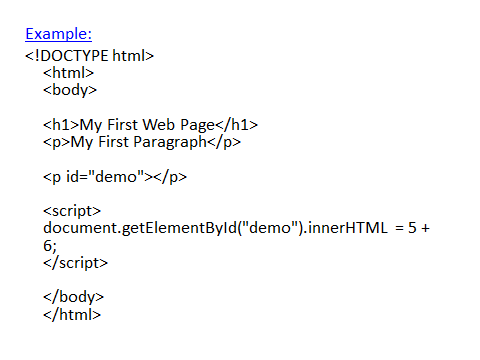 Example:
<!DOCTYPE html>
<html>
<body>
<h1>My First Web Page</h1>
<p>My First Paragraph</p>
<p id="demo"></p>
<script>
document.getElementById("demo").innerHTML = 5 +
6;
</script>
</body>
</html>